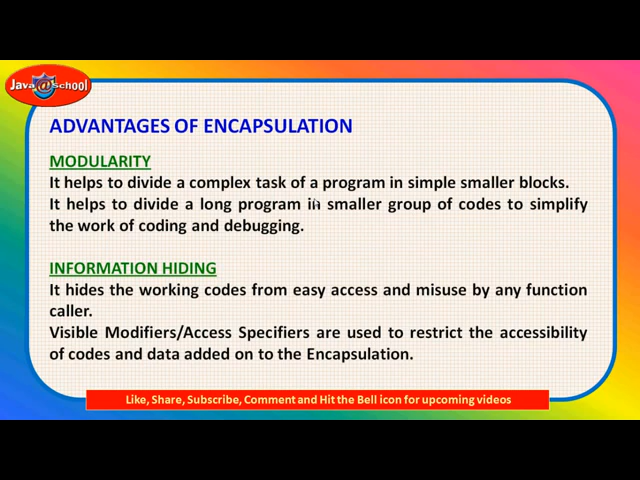 Java @ School
ADVANTAGES OF ENCAPSULATION
MODULARITY
It helps to divide a complex task of a program in simple smaller blocks.
It helps to divide a long program in smaller group of codes to simplify
the work of coding and debugging.
INFORMATION HIDING
It hides the working codes from easy access and misuse by any function
caller.
Visible Modifiers/Access Specifiers are used to restrict the accessibility
of codes and data added on to the Encapsulation.
Like, Share, Subscribe, Comment and Hit the Bell icon for upcoming videos